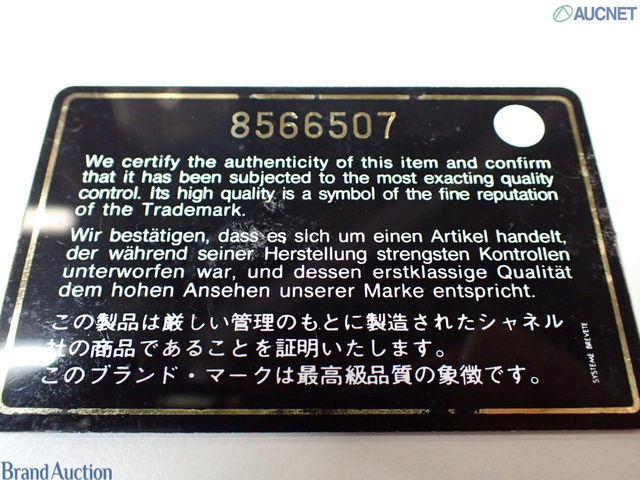 AUCNET
8566507
We certify the authenticity of this item and confirm
that it has been subjected to the most exacting quality
control. Its high quality is a symbol of the fine reputation
of the Trademark.
Wir bestätigen, dass es sich um einen Artikel handelt,
der während seiner Herstellung strengsten Kontrollen
unterworfen war, und dessen erstklassige Qualität
dem hohen Ansehen unserer Marke entspricht.
この製品は厳しい管理のもとに製造されたシャネル
社の商品であることを証明いたします。
このブランド・マークは最高級品質の象徴です。
SYSTEME BREVETE
Brand Auction